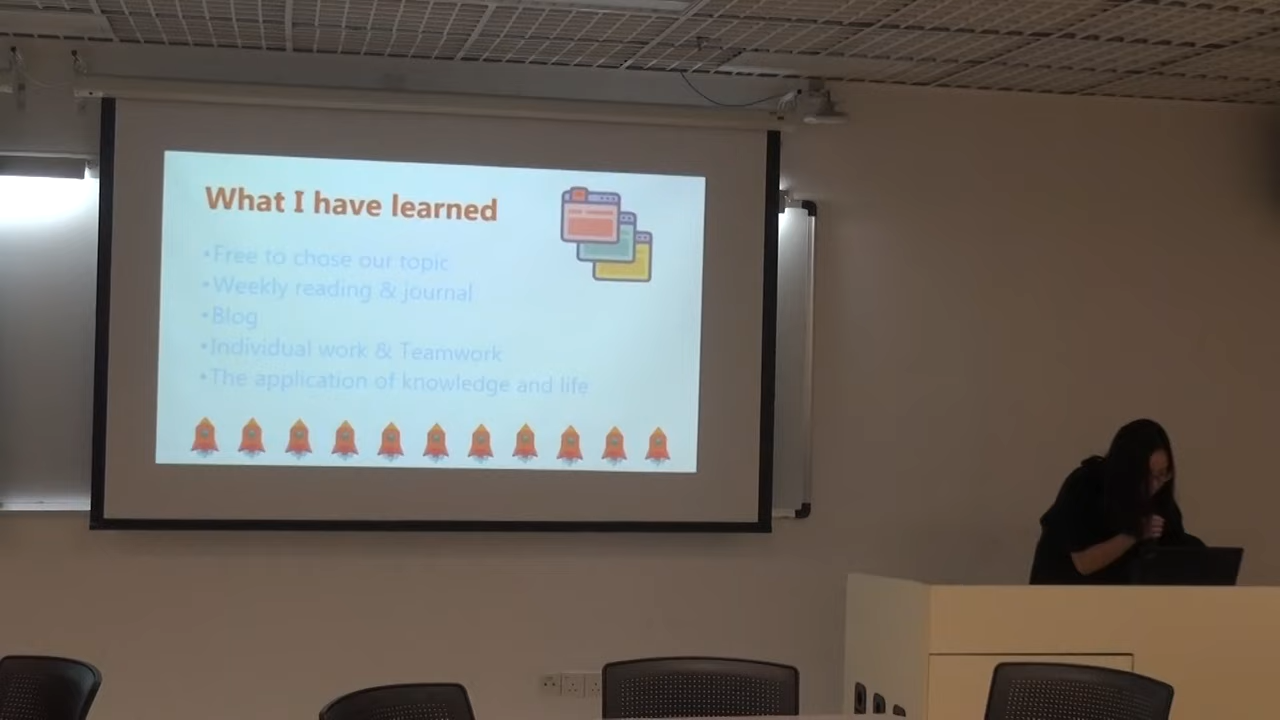 What I have learned
•Free to chose our topic
•Weekly reading & journal
•Blog
•Individual work & Teamwork
•The application of knowledge and life